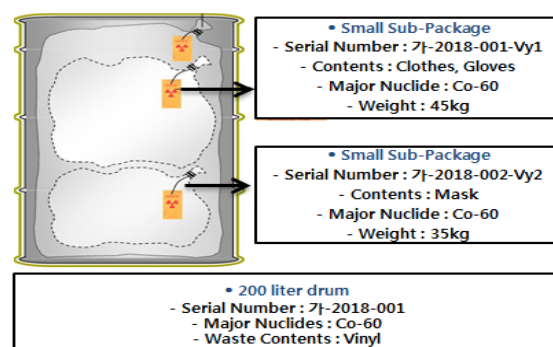 • Small Sub-Package
- Serial Number : 가-2018-001-Vy1
- Contents : Clothes, Gloves
- Major Nuclide : Co-60
- Weight : 45kg
• Small Sub-Package
- Serial Number : 가-2018-002-Vy2
- Contents : Mask
- Major Nuclide : Co-60
- Weight : 35kg
• 200 liter drum
- Serial Number : 가-2018-001
- Major Nuclides : Co-60
- Waste Contents : Vinyl